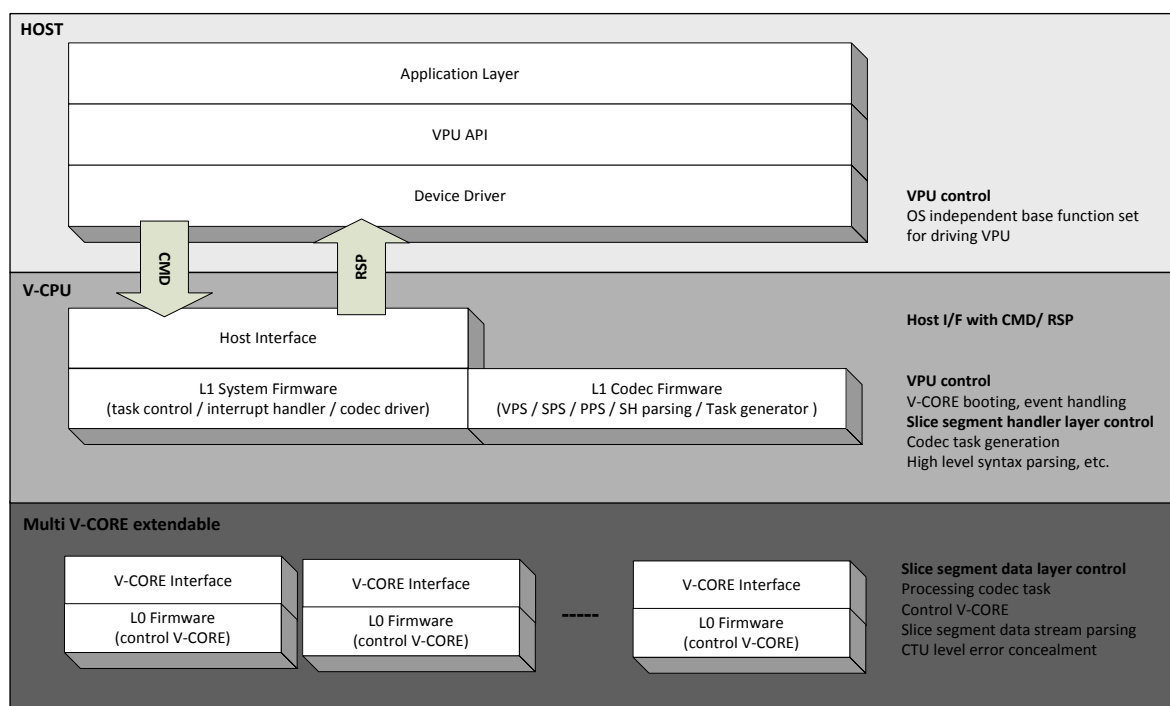 HOST
Application Layer
VPU API
Device Driver
VPU control
OS independent base function set
for driving VPU
CMD
RSP
V-CPU
Host Interface
Host I/F with CMD/ RSP
L1 System Firmware
(task control / interrupt handler / codec driver)
L1 Codec Firmware
(VPS / SPS / PPS / SH parsing / Task generator )
VPU control
V-CORE booting, event handling
Slice segment handler layer control
Codec task generation
High level syntax parsing, etc.
Multi V-CORE extendable
V-CORE Interface
L0 Firmware
(control V-CORE)
V-CORE Interface
L0 Firmware
(control V-CORE)
-----
V-CORE Interface
L0 Firmware
(control V-CORE)
Slice segment data layer control
Processing codec task
Control V-CORE
Slice segment data stream parsing
CTU level error concealment